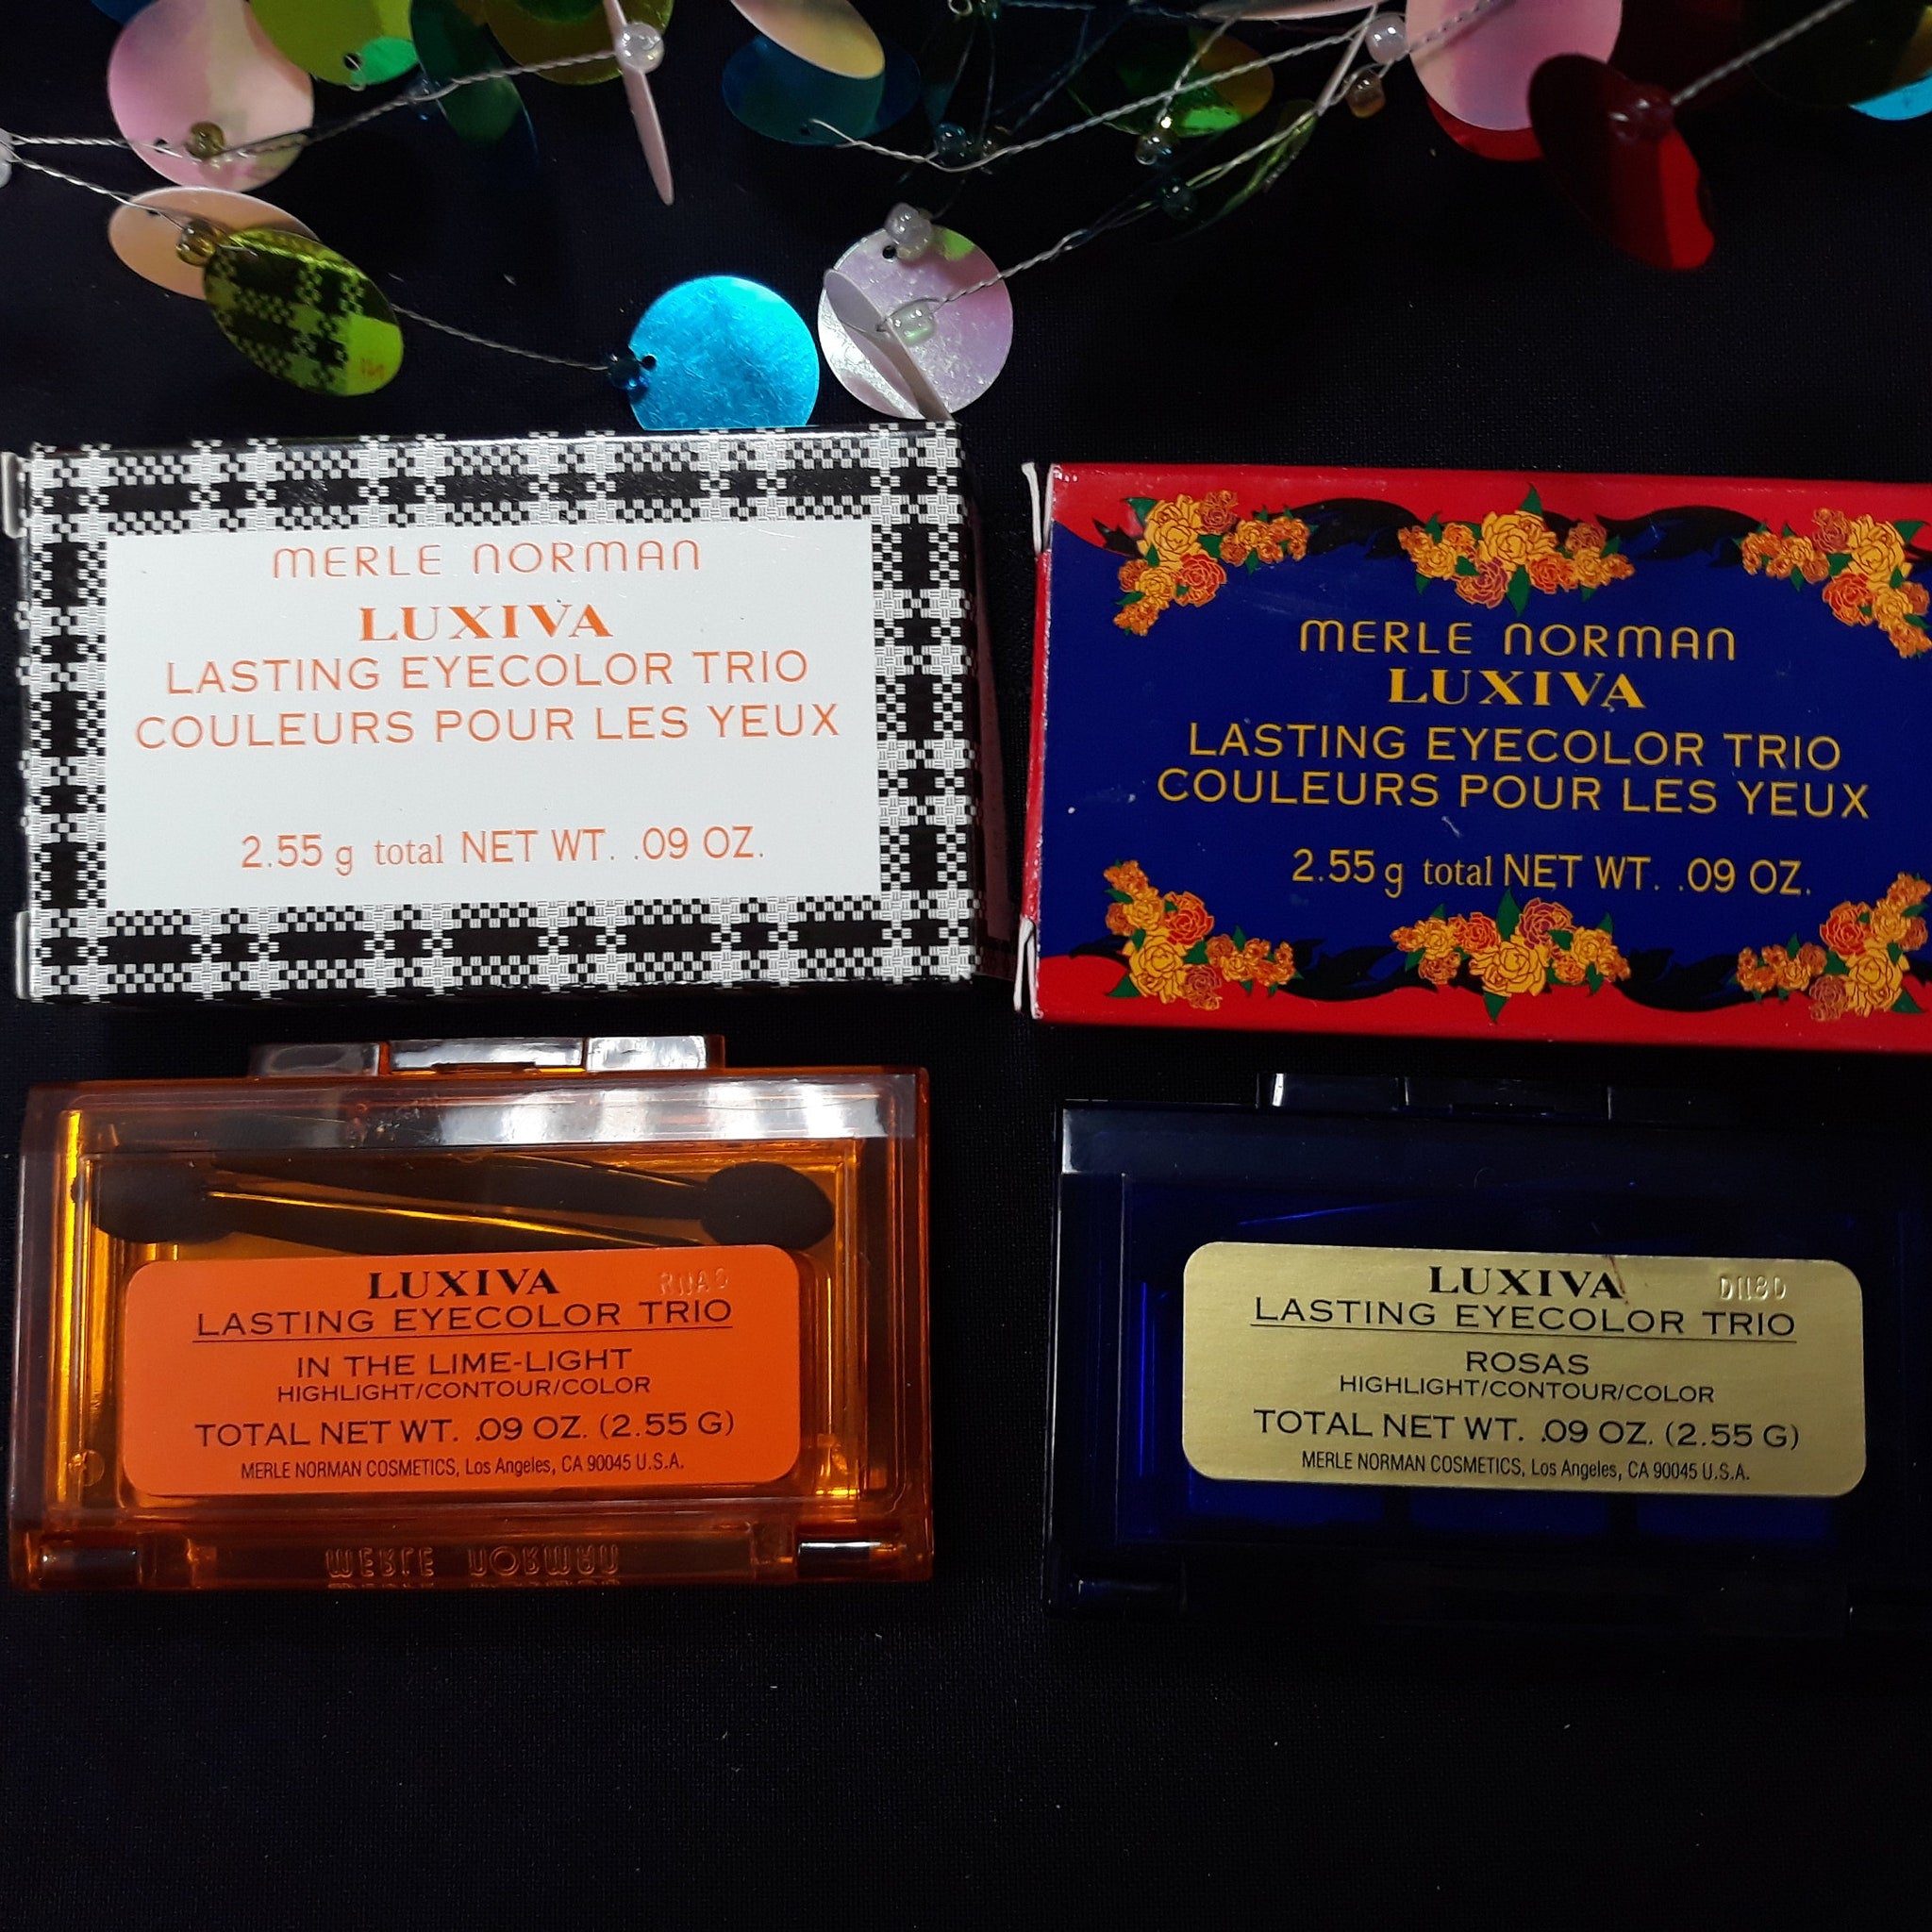 MERLE NORMAN
LUXIVA
LASTING EYECOLOR TRIO
COULEURS POUR LES YEUX
2.55 g total NET WT. .09 OZ.
MERLE NORMAN
LUXIVA
LASTING EYECOLOR TRIO
COULEURS POUR LES YEUX
2.55 g total NET WT. .09 OZ.
LUXIVA
LASTING EYECOLOR TRIO
IN THE LIME-LIGHT
HIGHLIGHT/CONTOUR/COLOR
TOTAL NET WT. .09 OZ. (2.55 G)
MERLE NORMAN COSMETICS, Los Angeles, CA 90045 U.S.A.
MERLE NORMAN
LUXIVA
LASTING EYECOLOR TRIO
ROSAS
HIGHLIGHT/CONTOUR/COLOR
TOTAL NET WT. .09 OZ. (2.55 G)
MERLE NORMAN COSMETICS, Los Angeles, CA 90045 U.S.A.